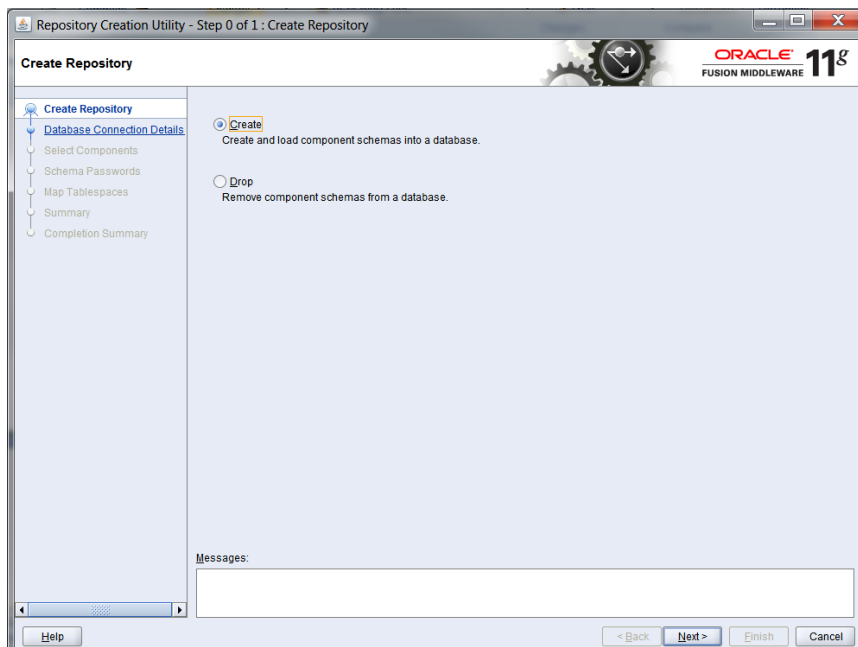 Repository Creation Utility - Step 0 of 1 : Create Repository
Create Repository
ORACLE
FUSION MIDDLEWARE 11g
Create Repository
Database Connection Details
Select Components
Schema Passwords
Map Tablespaces
Summary
Completion Summary
Create
Create and load component schemas into a database.
Drop
Remove component schemas from a database.
Messages:
Help
< Back
Next >
Finish
Cancel